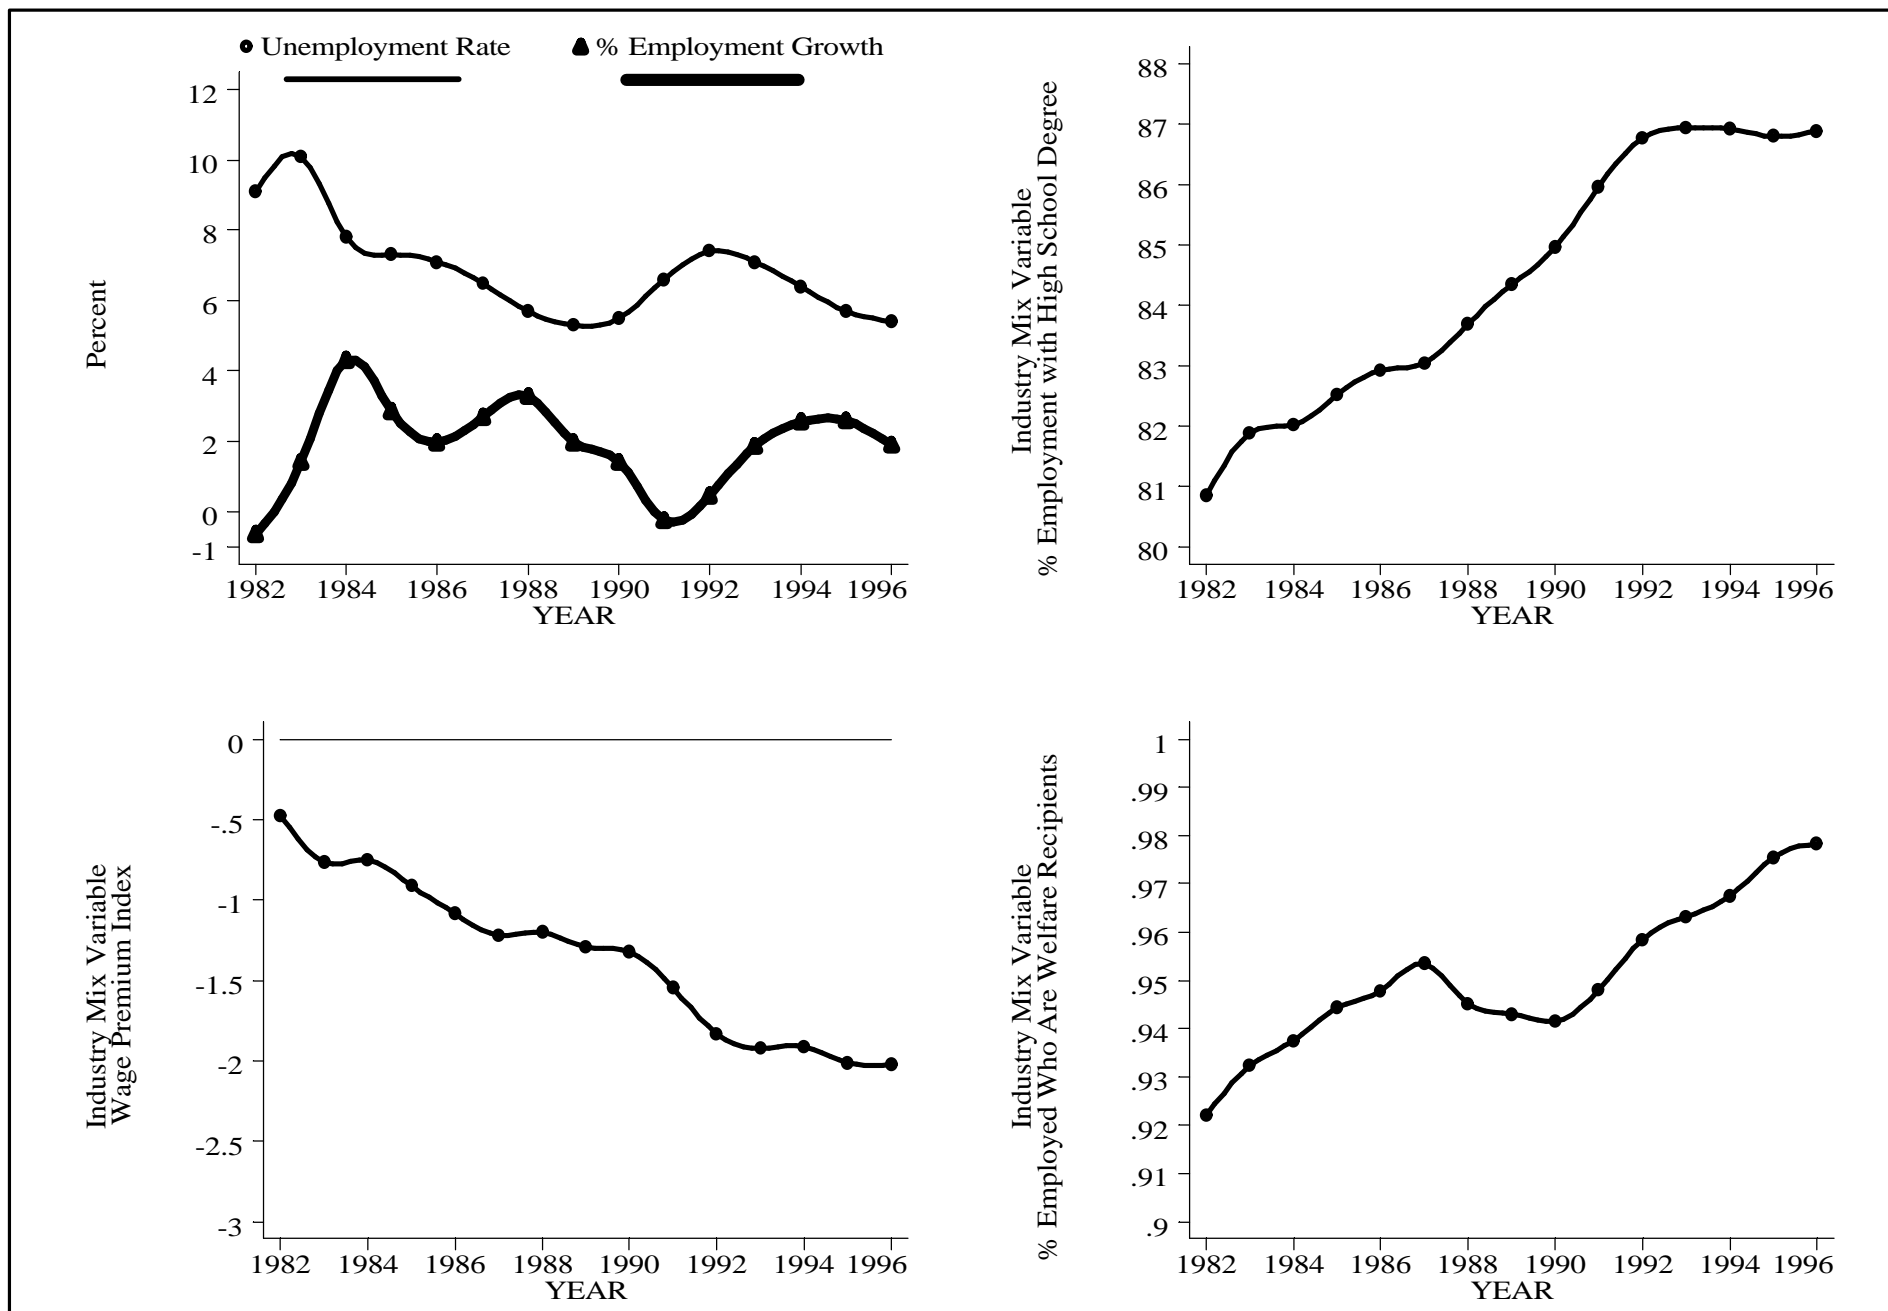 Unemployment Rate
% Employment Growth
Percent
12
10
8
6
4
2
0
-1
1982 1984 1986 1988 1990 1992 1994 1996
YEAR
Industry Mix Variable
% Employment with High School Degree
88
87
86
85
84
83
82
81
80
1982 1984 1986 1988 1990 1992 1994 1996
YEAR
Industry Mix Variable
Wage Premium Index
0
-.5
-1
-1.5
-2
-2.5
-3
1982 1984 1986 1988 1990 1992 1994 1996
YEAR
Industry Mix Variable
% Employed Who Are Welfare Recipients
1
.99
.98
.97
.96
.95
.94
.93
.92
.91
.9
1982 1984 1986 1988 1990 1992 1994 1996
YEAR